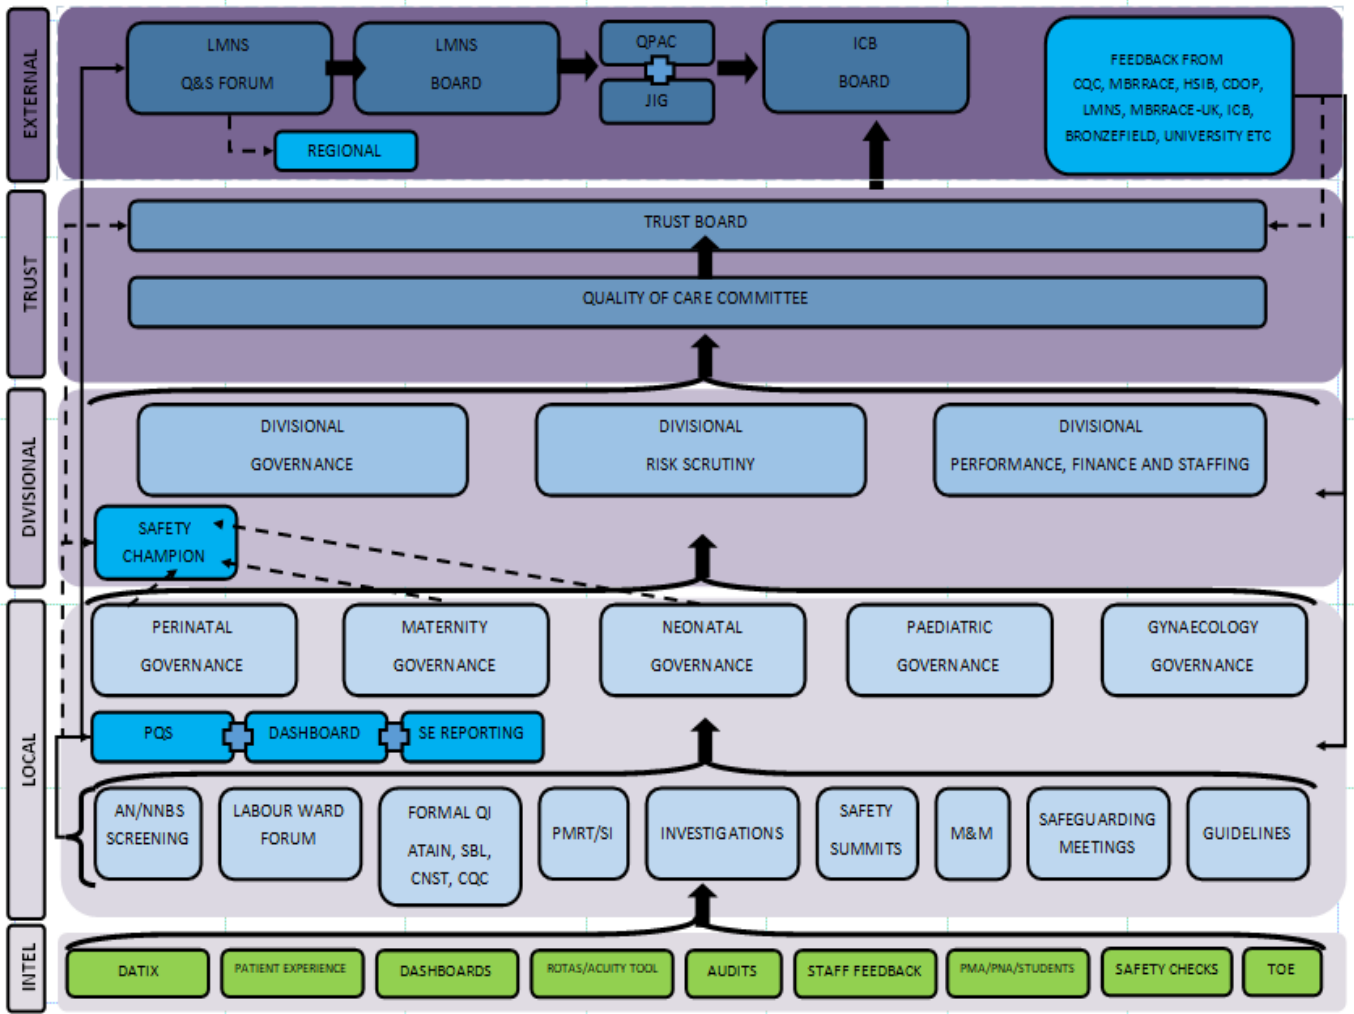 EXTERNAL
LMNS
Q&S FORUM
LMNS
BOARD
QPAC
JIG
ICB
BOARD
FEEDBACK FROM
CQC, MBRRACE, HSIB, CDOP,
LMNS, MBRRACE-UK, ICB,
BRONZEFIELD, UNIVERSITY ETC
REGIONAL
TRUST
TRUST BOARD
QUALITY OF CARE COMMITTEE
DIVISIONAL
DIVISIONAL
GOVERNANCE
DIVISIONAL
RISK SCRUTINY
DIVISIONAL
PERFORMANCE, FINANCE AND STAFFING
SAFETY
CHAMPION
LOCAL
PERINATAL
GOVERNANCE
MATERNITY
GOVERNANCE
NEONATAL
GOVERNANCE
PAEDIATRIC
GOVERNANCE
GYNAECOLOGY
GOVERNANCE
PQS
DASHBOARD
SE REPORTING
AN/NNBS
SCREENING
LABOUR WARD
FORUM
FORMAL QI
ATAIN, SBL,
CNST, CQC
PMRT/SI
INVESTIGATIONS
SAFETY
SUMMITS
M&M
SAFEGUARDING
MEETINGS
GUIDELINES
INTEL
DATIX
PATIENT EXPERIENCE
DASHBOARDS
ROTAS/ACUITY TOOL
AUDITS
STAFF FEEDBACK
PMA/PNA/STUDENTS
SAFETY CHECKS
TOE